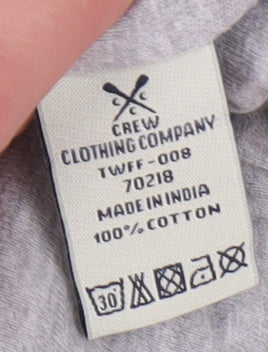 C C C
CREW
CLOTHING COMPANY
TWFF-008
70218
MADE IN INDIA
100% COTTON
30